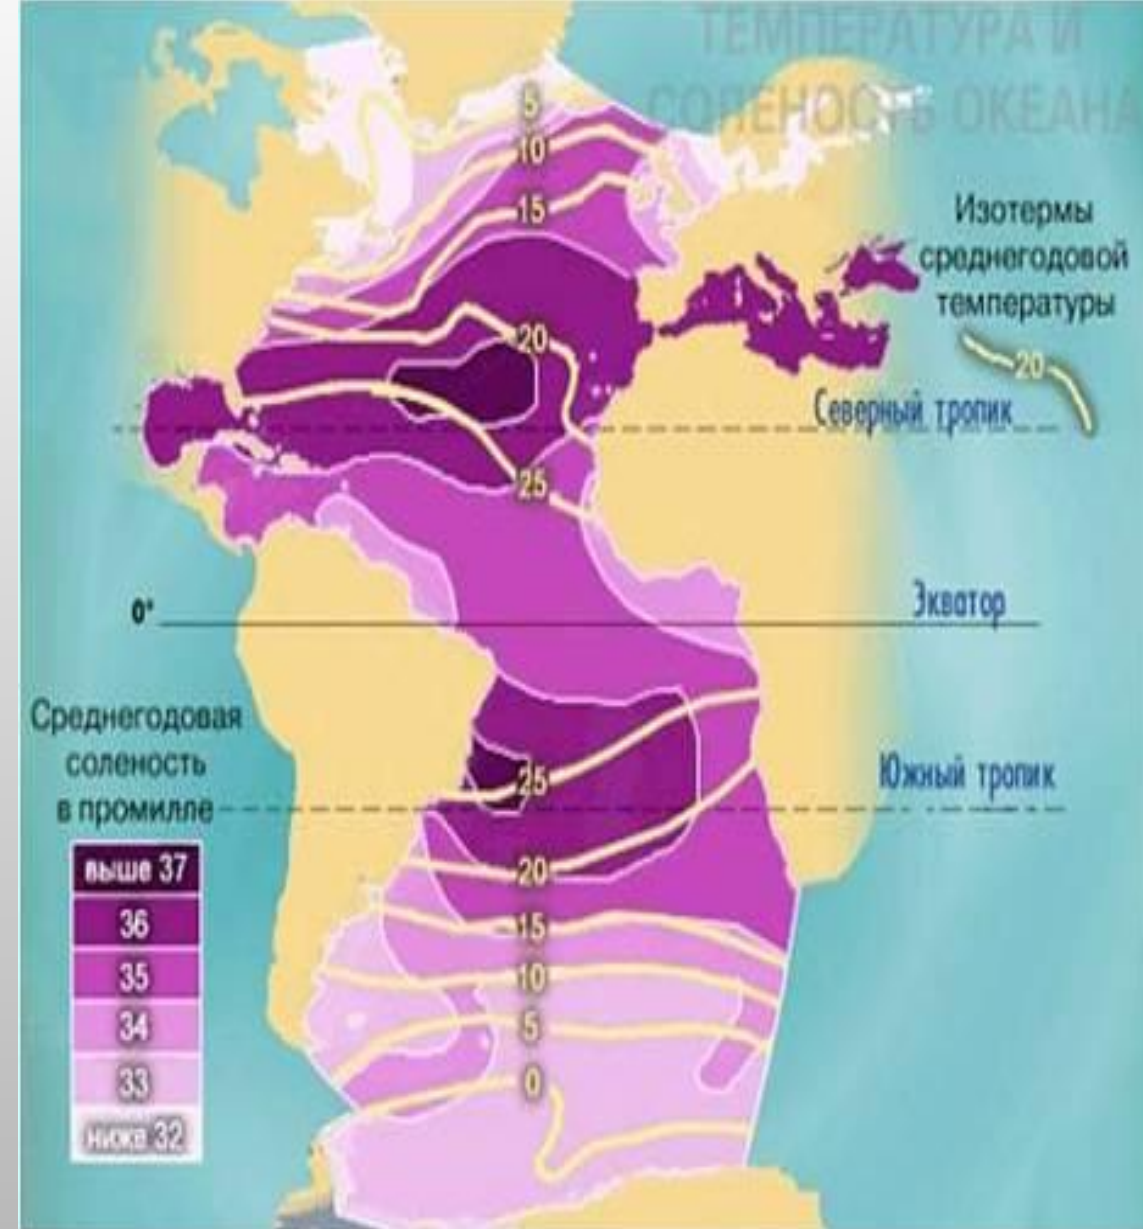 ТЕМПЕРАТУРА И
СОЛЕНОСТЬ ОКЕАНА
5
10
15
Изотермы
среднегодовой
температуры
20
20
Северный тропик
25
0°
Экватор
Среднегодовая
соленость
в промилле
Южный тропик
25
выше 37
36
35
34
33
ниже 32
20
15
10
5
0